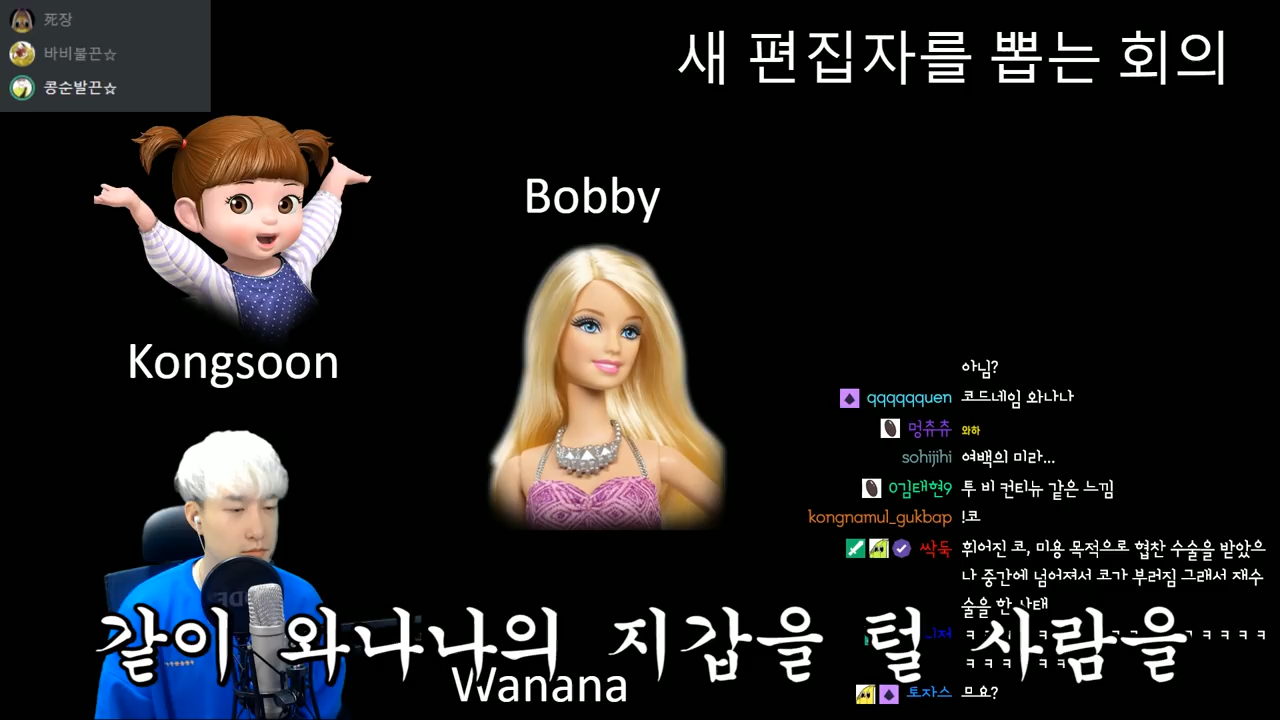 死장
바비불끈☆
콩순발끈☆
새 편집자를 뽑는 회의
Bobby
Kongsoon
아님?
qqqqqquen 코드네임 와나나
멍츄츄 와하
sohijihi 여백의 미라...
0김태현9 투 비 컨티뉴 같은 느낌
kongnamul_gukbap !코
싹둑 휘어진 코, 미용 목적으로 협찬 수술을 받았으
나 중간에 넘어져서 코가 부러짐 그래서 재수
술을 한 상태
같이 와나나의 지갑을 털 사람을
Wanana
토자스 므요?